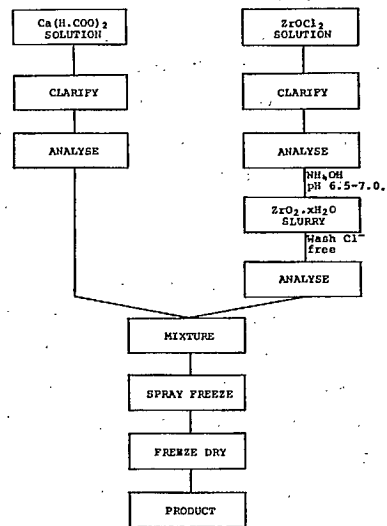 Ca(H.COO)₂
SOLUTION
CLARIFY
ANALYSE
ZrOCl₂
SOLUTION
CLARIFY
ANALYSE
NH₄OH
pH 6.5-7.0.
ZrO₂.xH₂O
SLURRY
Wash Cl⁻
free
ANALYSE
MIXTURE
SPRAY FREEZE
FREEZE DRY
PRODUCT